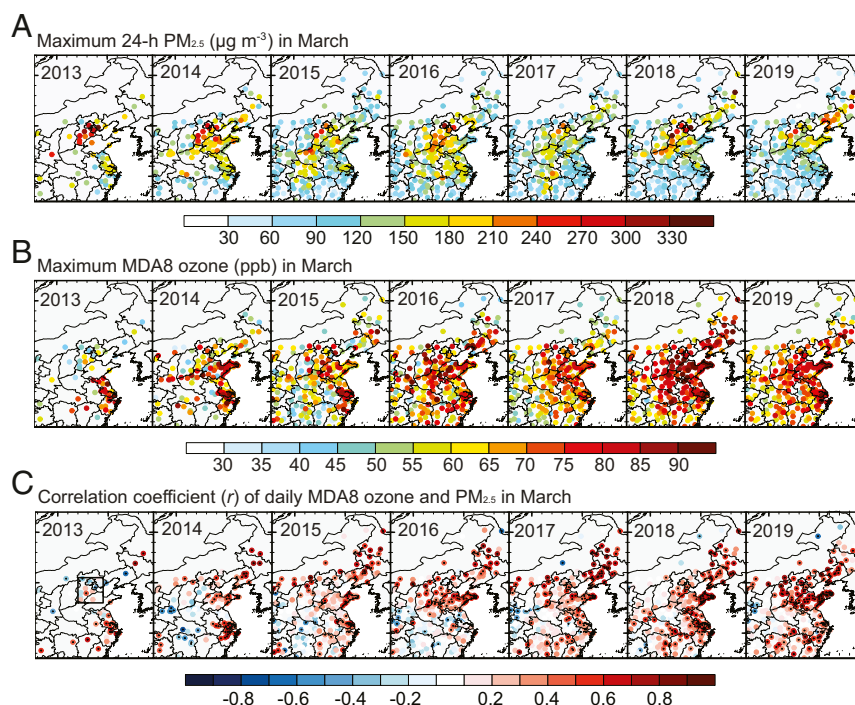 A
Maximum 24-h PM2.5 (µg m-3) in March
2013 2014 2015 2016 2017 2018 2019
30 60 90 120 150 180 210 240 270 300 330
B
Maximum MDA8 ozone (ppb) in March
2013 2014 2015 2016 2017 2018 2019
30 35 40 45 50 55 60 65 70 75 80 85 90
C
Correlation coefficient (r) of daily MDA8 ozone and PM2.5 in March
2013 2014 2015 2016 2017 2018 2019
-0.8 -0.6 -0.4 -0.2 0.2 0.4 0.6 0.8